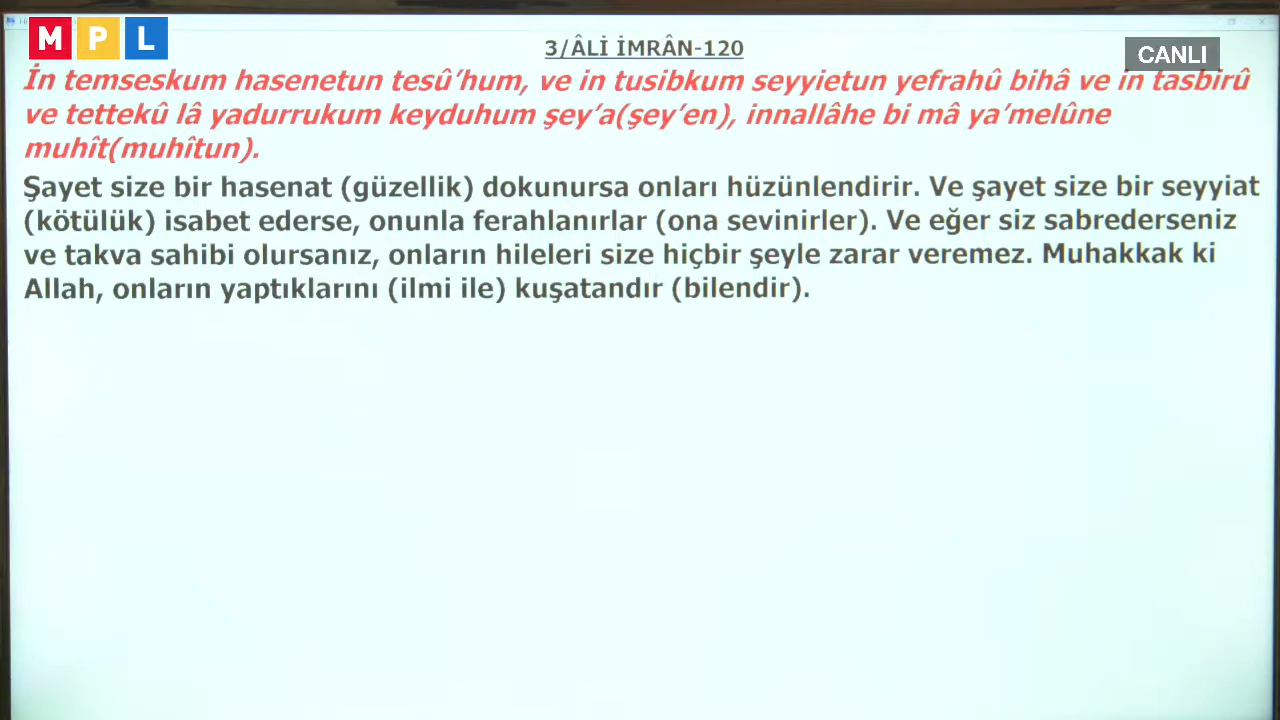 MPL
3/ÂLİ İMRÂN-120
CANLI
İn temseskum hasenetun tesû’hum, ve in tusibkum seyyietun yefrahû bihâ ve in tasbirû
ve tettekû lâ yadurrukum keyduhum şey’a(şey’en), innallâhe bi mâ ya’melûne
muhît(muhîtun).
Şayet size bir hasenat (güzellik) dokunursa onları hüzünlendirir. Ve şayet size bir seyyiat
(kötülük) isabet ederse, onunla ferahlanırlar (ona sevinirler). Ve eğer siz sabrederseniz
ve takva sahibi olursanız, onların hileleri size hiçbir şeyle zarar veremez. Muhakkak ki
Allah, onların yaptıklarını (ilmi ile) kuşatandır (bilendir).